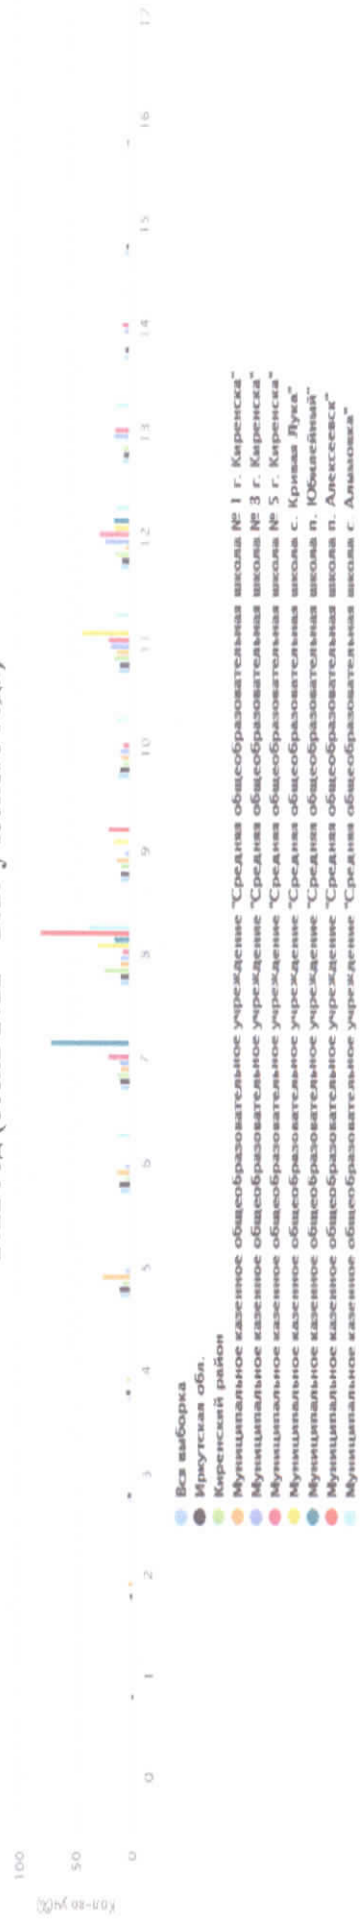 Кол-во уч(%)
100
50
0
0 1 2 3 4 5 6 7 8 9 10 11 12 13 14 15 16 17
Вся выборка
Иркутская обл.
Киренский район
Муниципальное казенное общеобразовательное учреждение "Средняя общеобразовательная школа № 1 г. Киренска"
Муниципальное казенное общеобразовательное учреждение "Средняя общеобразовательная школа № 3 г. Киренска"
Муниципальное казенное общеобразовательное учреждение "Средняя общеобразовательная школа № 5 г. Киренска"
Муниципальное казенное общеобразовательное учреждение "Средняя общеобразовательная школа с. Кривая Лука"
Муниципальное казенное общеобразовательное учреждение "Средняя общеобразовательная школа п. Юбилейный"
Муниципальное казенное общеобразовательное учреждение "Средняя общеобразовательная школа п. Алексеевск"
Муниципальное казенное общеобразовательное учреждение "Средняя общеобразовательная школа с. Алымовка"